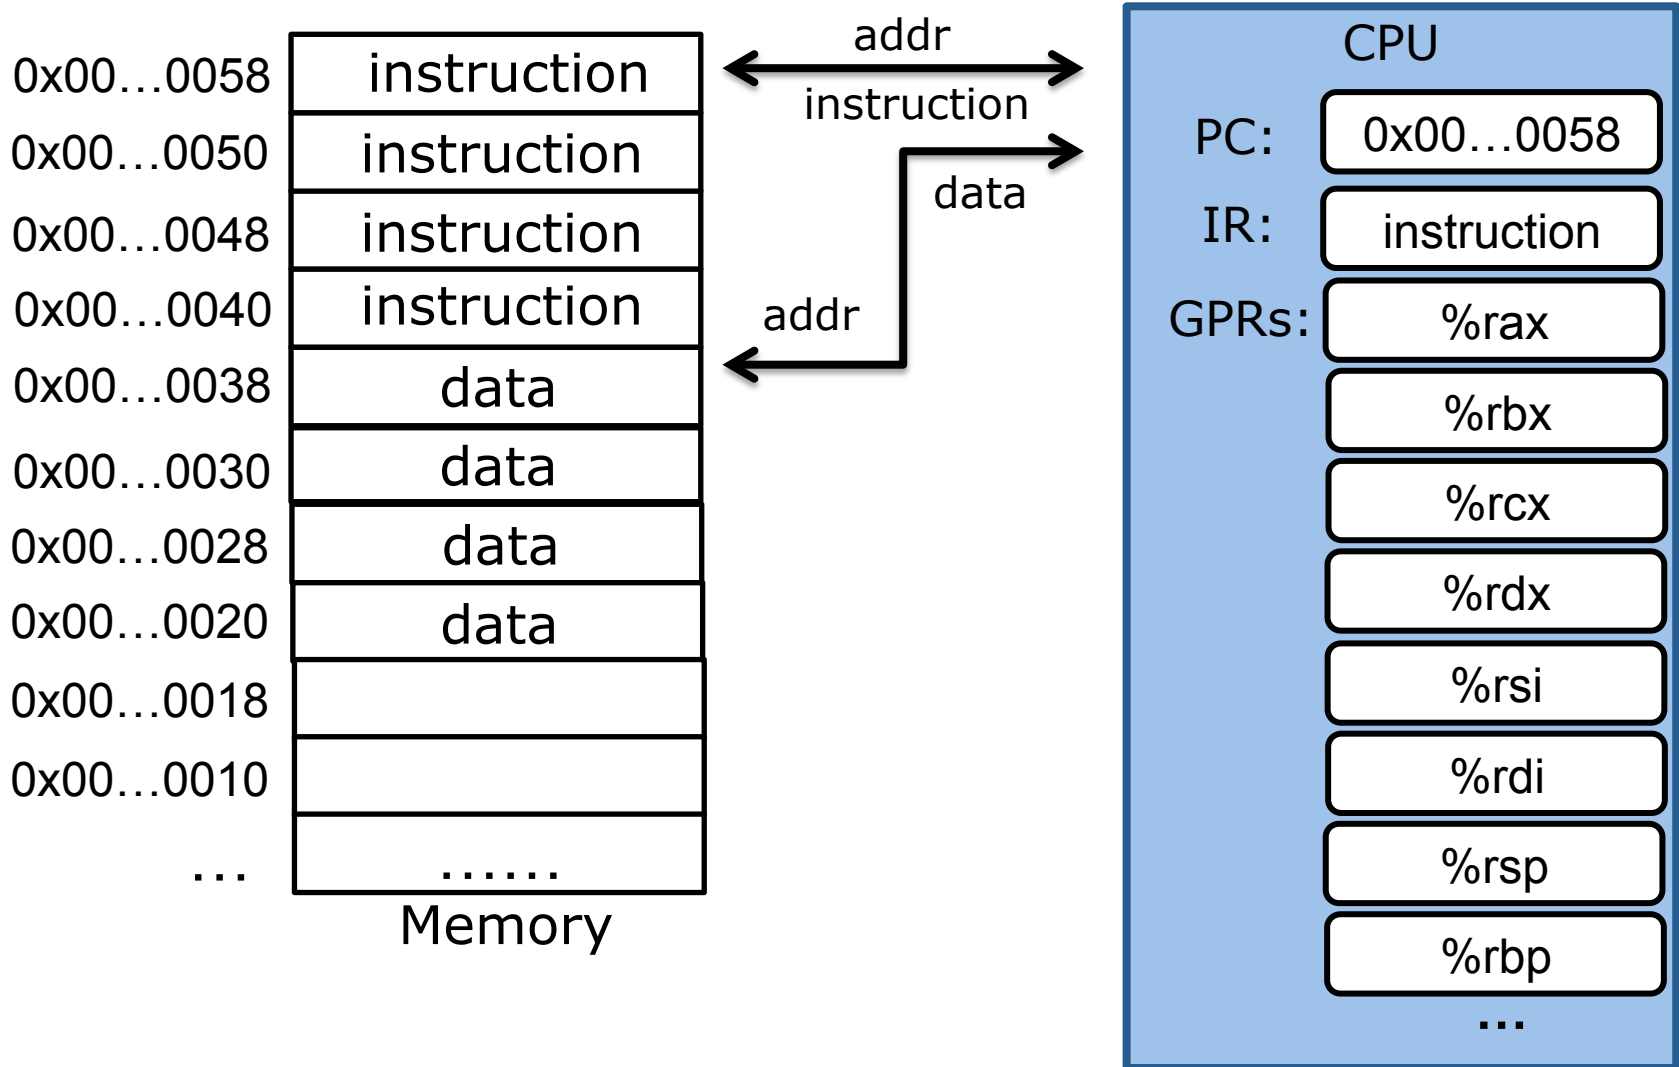 0x00…0058 instruction
0x00…0050 instruction
0x00…0048 instruction
0x00…0040 instruction
0x00…0038 data
0x00…0030 data
0x00…0028 data
0x00…0020 data
0x00…0018
0x00…0010
… ……
Memory
addr
instruction
data
addr
CPU
PC: 0x00…0058
IR: instruction
GPRs: %rax
%rbx
%rcx
%rdx
%rsi
%rdi
%rsp
%rbp
…